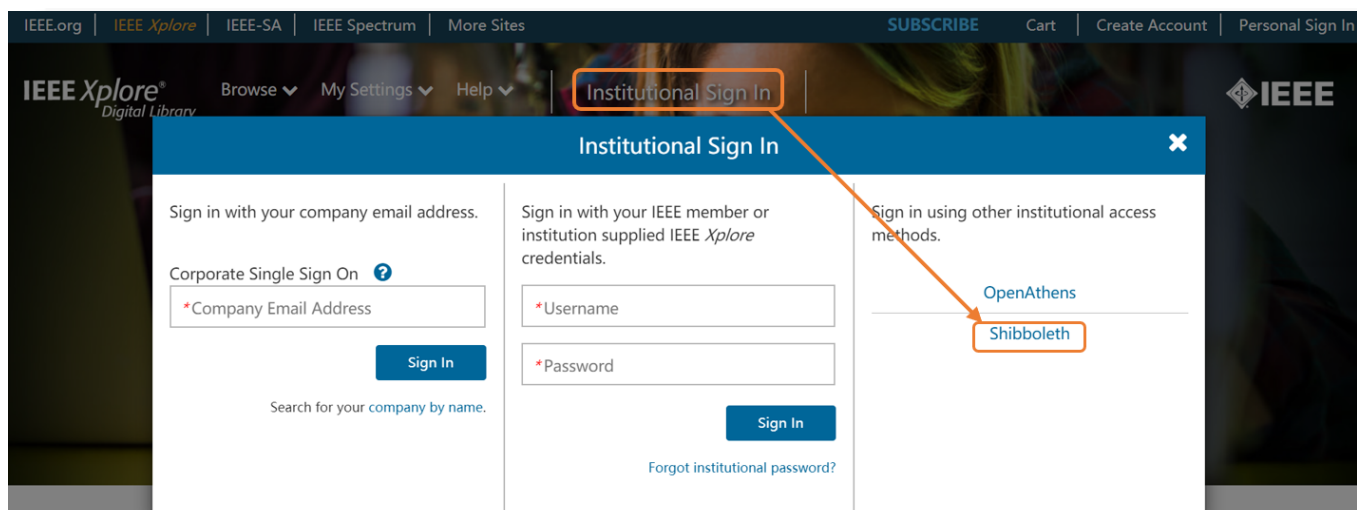 IEEE.org | IEEE Xplore | IEEE-SA | IEEE Spectrum | More Sites SUBSCRIBE Cart | Create Account | Personal Sign In
IEEE Xplore® Browse My Settings Help Institutional Sign In IEEE
Digital Library
Institutional Sign In
Sign in with your company email address.
Corporate Single Sign On ?
*Company Email Address
Sign In
Search for your company by name.
Sign in with your IEEE member or
institution supplied IEEE Xplore
credentials.
*Username
*Password
Sign In
Forgot institutional password?
Sign in using other institutional access
methods.
OpenAthens
Shibboleth